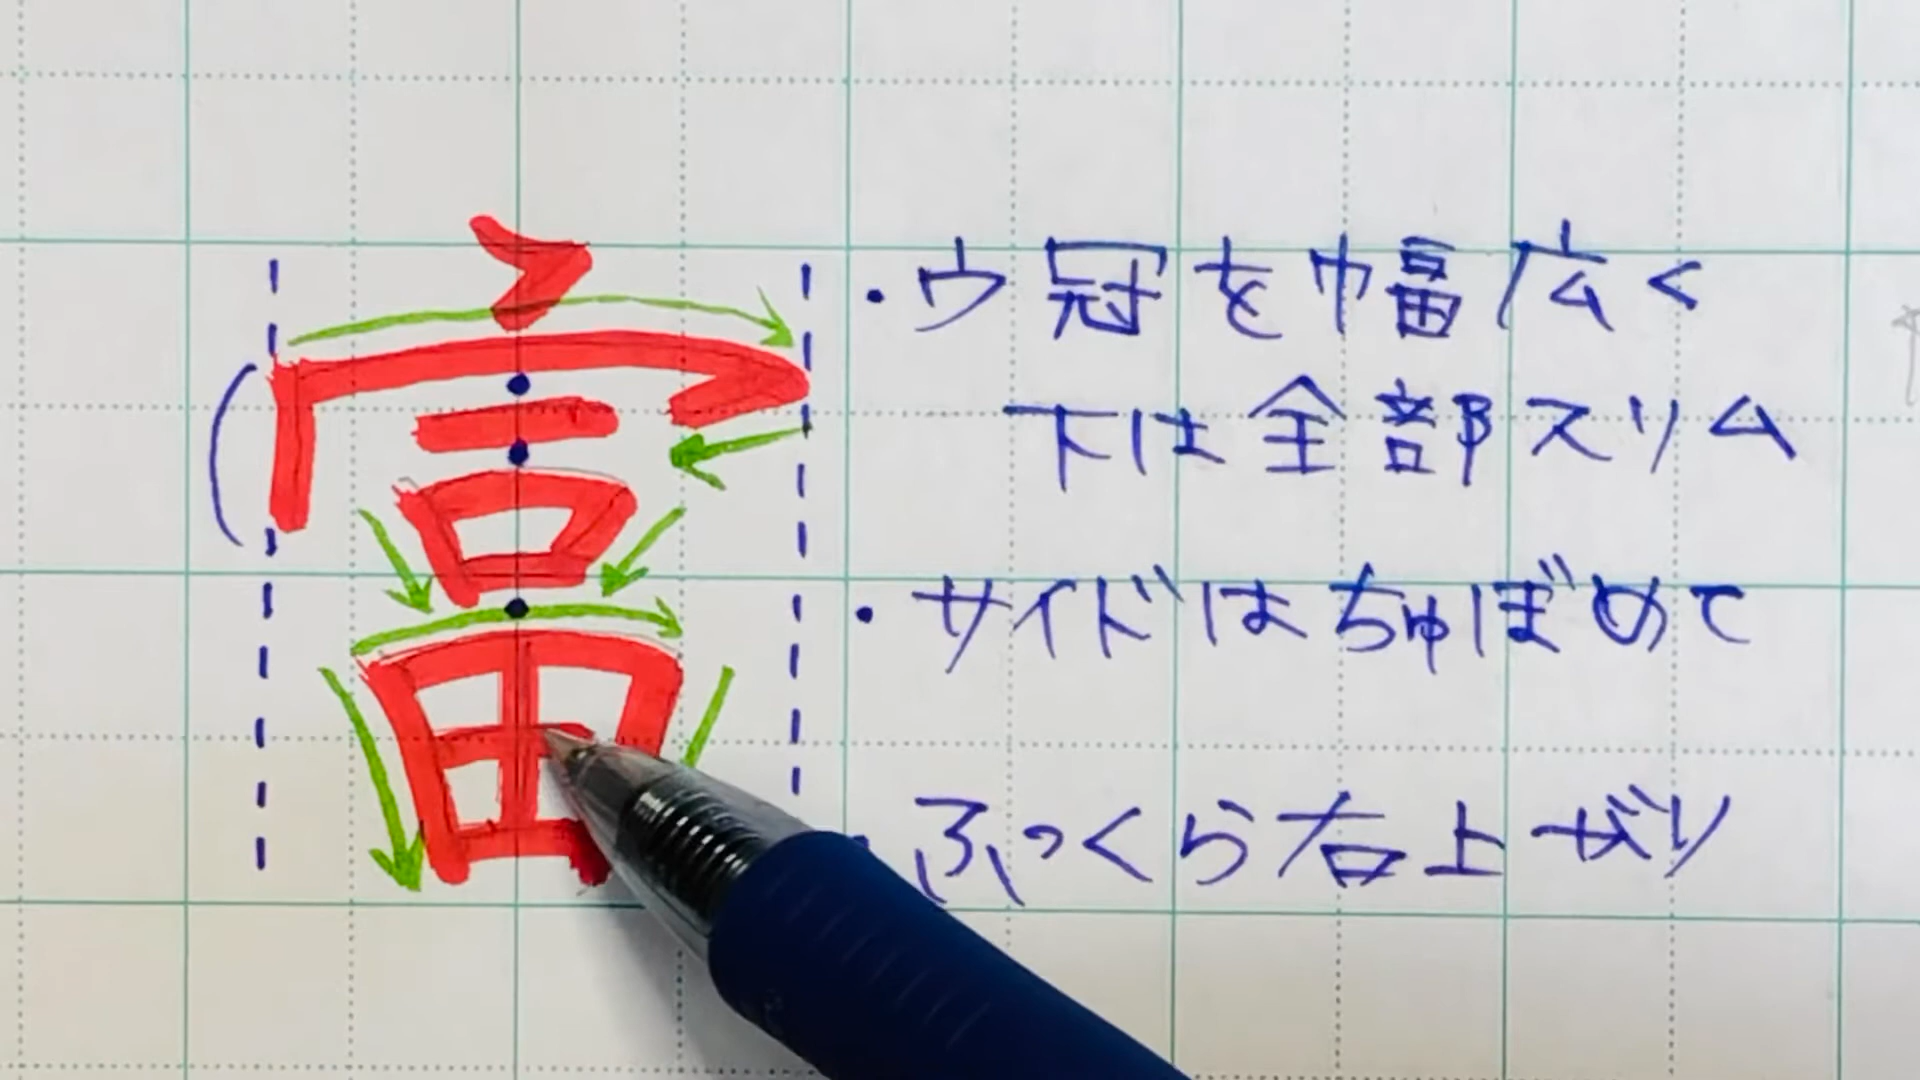 富
・ウ冠を幅広く
下は全部スリム
・サイドはちゅぼめて
・ふっくら右上がり